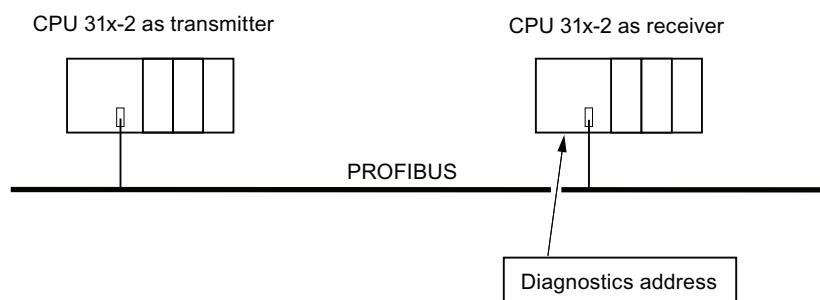 CPU 31x-2 as transmitter
CPU 31x-2 as receiver
PROFIBUS
Diagnostics address